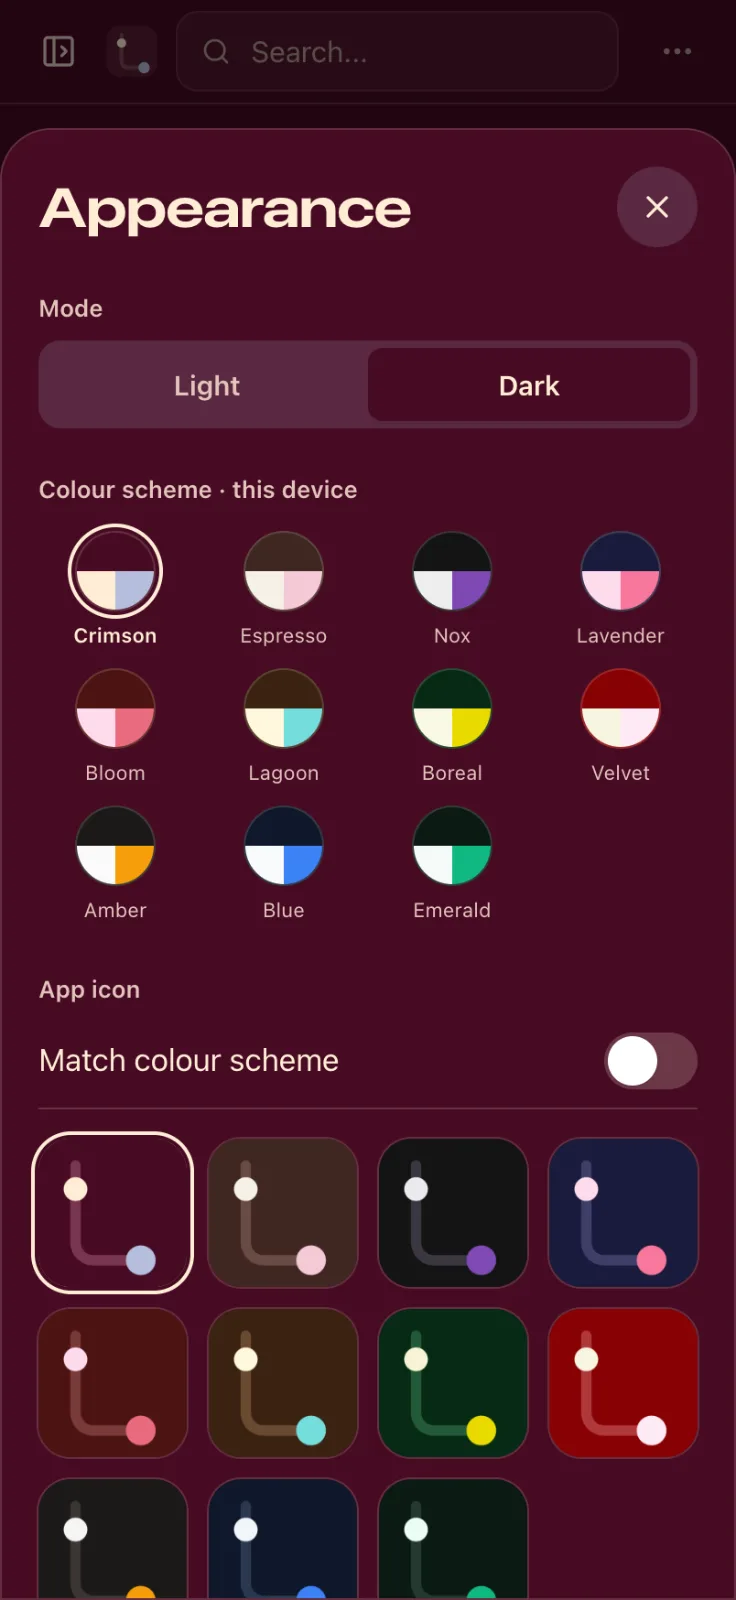 Search...
Appearance
Mode
Light Dark
Colour scheme · this device
Crimson Espresso Nox Lavender
Bloom Lagoon Boreal Velvet
Amber Blue Emerald
App icon
Match colour scheme